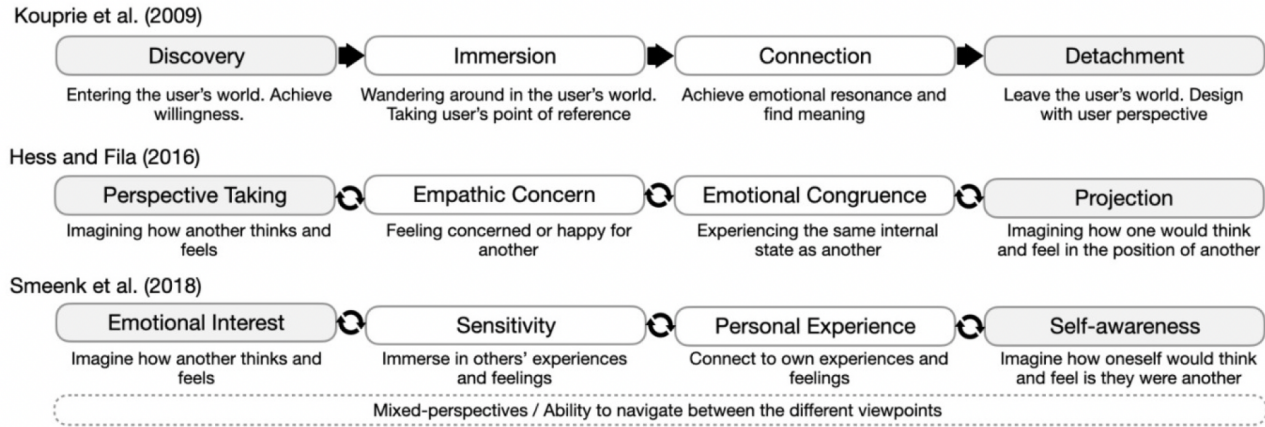 Kouprie et al. (2009)
Discovery
Immersion
Connection
Detachment
Entering the user's world. Achieve
willingness.
Wandering around in the user's world.
Taking user's point of reference
Achieve emotional resonance and
find meaning
Leave the user's world. Design
with user perspective
Hess and Fila (2016)
Perspective Taking
Empathic Concern
Emotional Congruence
Projection
Imagining how another thinks and
feels
Feeling concerned or happy for
another
Experiencing the same internal
state as another
Imagining how one would think
and feel in the position of another
Smeenk et al. (2018)
Emotional Interest
Sensitivity
Personal Experience
Self-awareness
Imagine how another thinks and
feels
Immerse in others' experiences
and feelings
Connect to own experiences and
feelings
Imagine how oneself would think
and feel is they were another
Mixed-perspectives / Ability to navigate between the different viewpoints